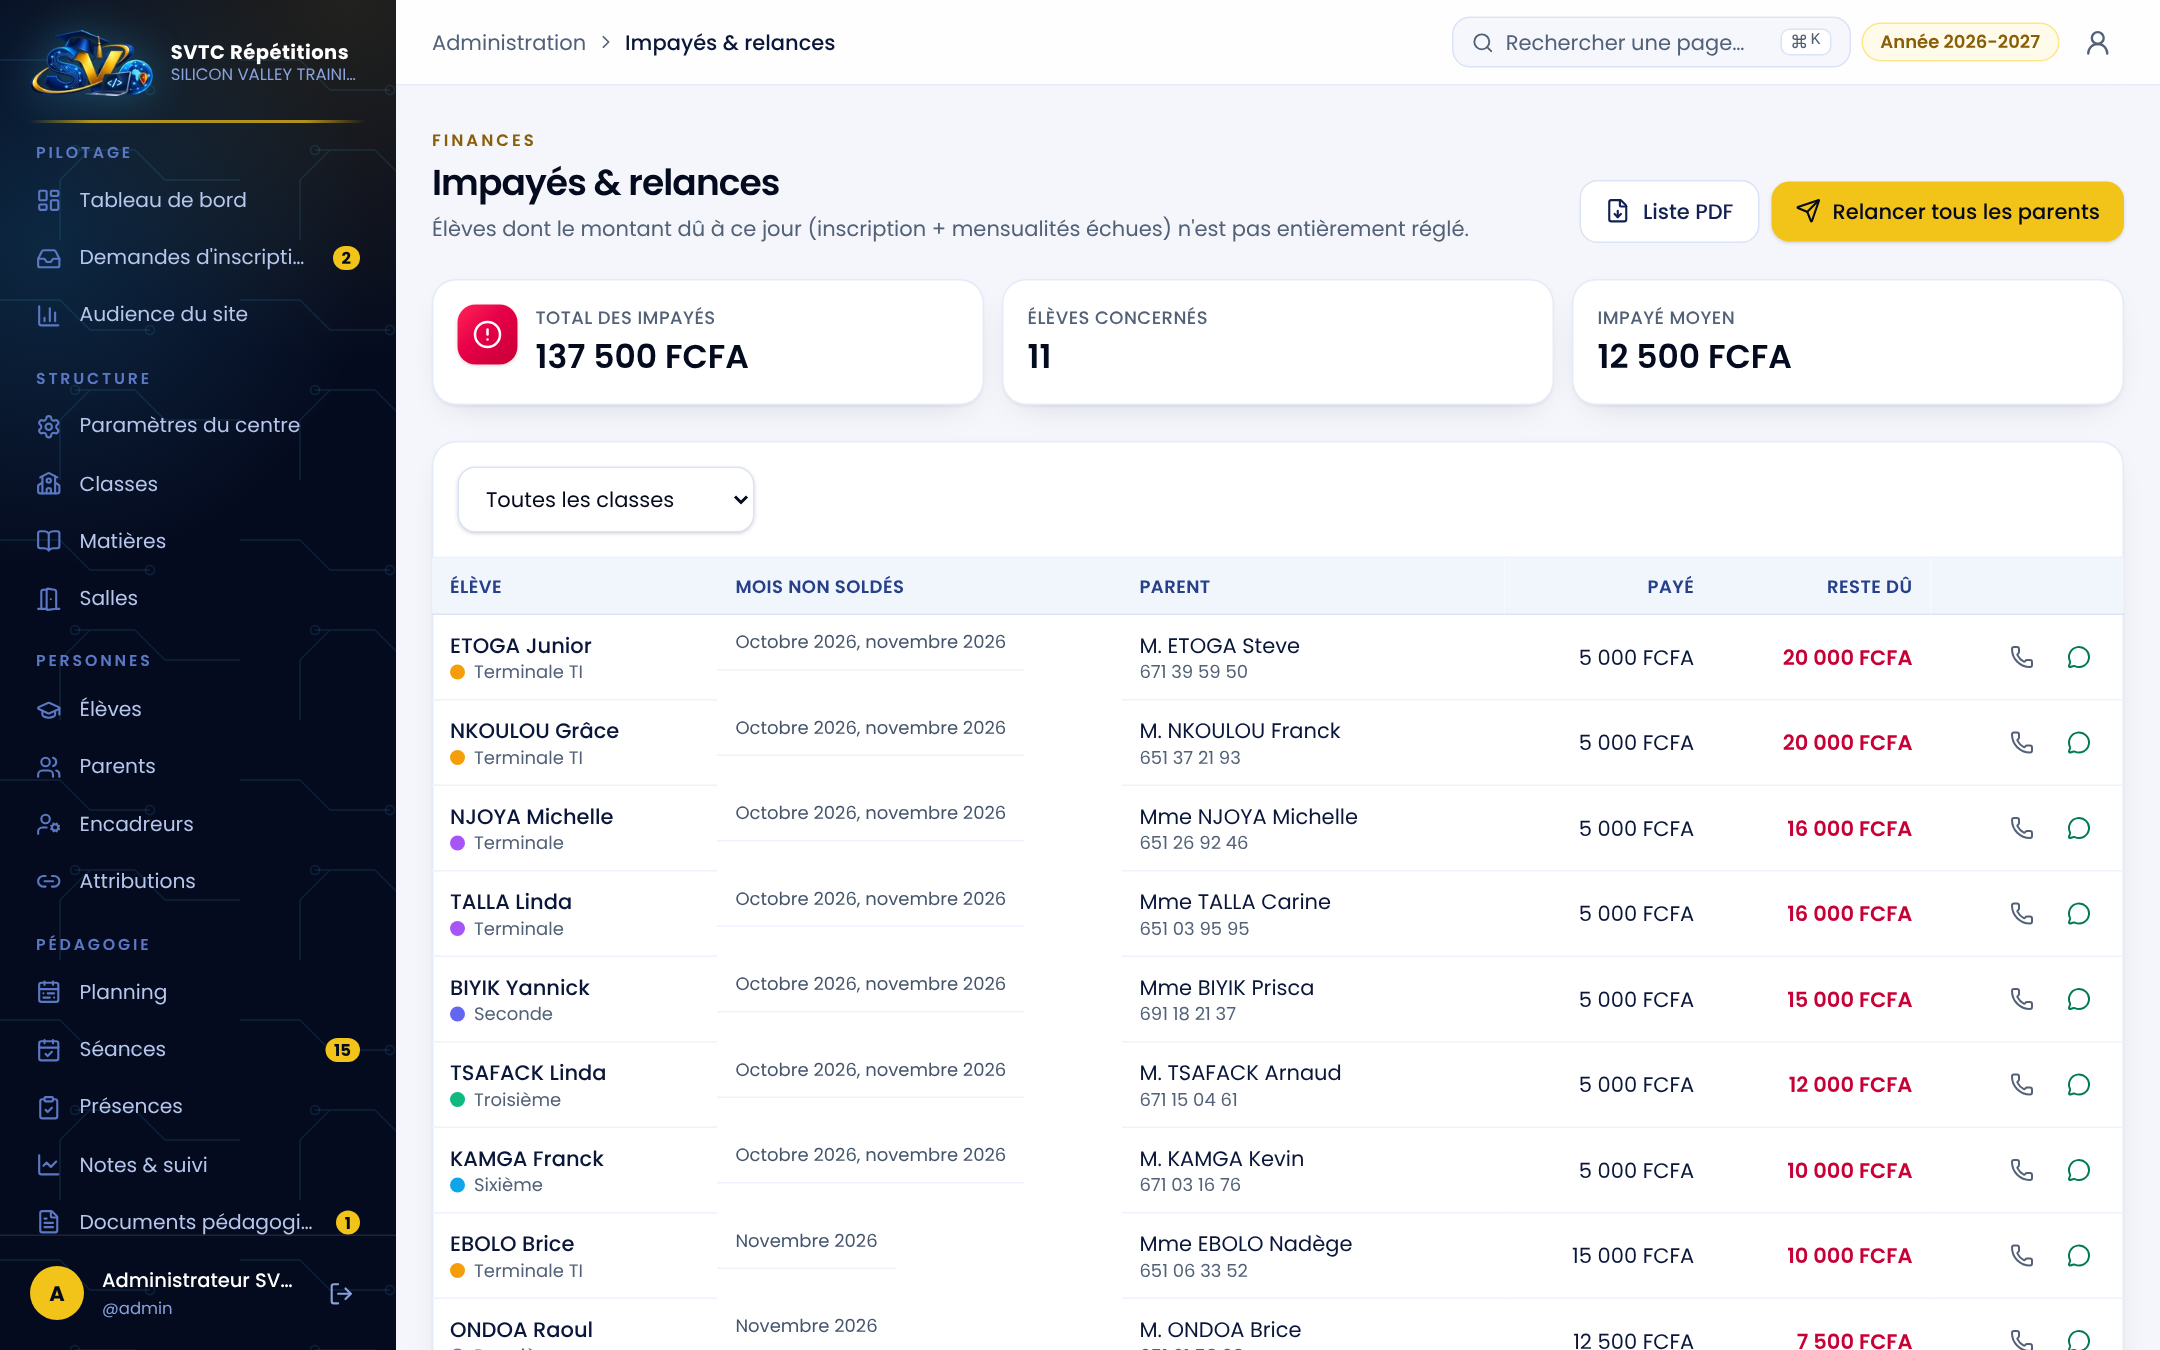 SVTC Répétitions
SILICON VALLEY TRAINI...
PILOTAGE
Tableau de bord
Demandes d'inscripti... 2
Audience du site
STRUCTURE
Paramètres du centre
Classes
Matières
Salles
PERSONNES
Élèves
Parents
Encadreurs
Attributions
PÉDAGOGIE
Planning
Séances 15
Présences
Notes & suivi
Documents pédagogi... 1
A Administrateur SV...
@admin
Administration > Impayés & relances
Rechercher une page... ⌘ K
Année 2026-2027
FINANCES
Impayés & relances
Élèves dont le montant dû à ce jour (inscription + mensualités échues) n'est pas entièrement réglé.
Liste PDF
Relancer tous les parents
TOTAL DES IMPAYÉS
137 500 FCFA
ÉLÈVES CONCERNÉS
11
IMPAYÉ MOYEN
12 500 FCFA
Toutes les classes
ÉLÈVE MOIS NON SOLDÉS PARENT PAYÉ RESTE DÛ
ETOGA Junior Octobre 2026, novembre 2026 M. ETOGA Steve 5 000 FCFA 20 000 FCFA
Terminale TI 671 39 59 50
NKOULOU Grâce Octobre 2026, novembre 2026 M. NKOULOU Franck 5 000 FCFA 20 000 FCFA
Terminale TI 651 37 21 93
NJOYA Michelle Octobre 2026, novembre 2026 Mme NJOYA Michelle 5 000 FCFA 16 000 FCFA
Terminale 651 26 92 46
TALLA Linda Octobre 2026, novembre 2026 Mme TALLA Carine 5 000 FCFA 16 000 FCFA
Terminale 651 03 95 95
BIYIK Yannick Octobre 2026, novembre 2026 Mme BIYIK Prisca 5 000 FCFA 15 000 FCFA
Seconde 691 18 21 37
TSAFACK Linda Octobre 2026, novembre 2026 M. TSAFACK Arnaud 5 000 FCFA 12 000 FCFA
Troisième 671 15 04 61
KAMGA Franck Octobre 2026, novembre 2026 M. KAMGA Kevin 5 000 FCFA 10 000 FCFA
Sixième 671 03 16 76
EBOLO Brice Novembre 2026 Mme EBOLO Nadège 15 000 FCFA 10 000 FCFA
Terminale TI 651 06 33 52
ONDOA Raoul Novembre 2026 M. ONDOA Brice 12 500 FCFA 7 500 FCFA